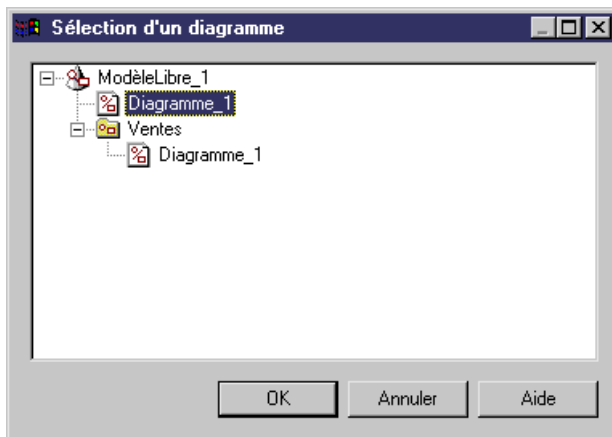 Sélection d'un diagramme
ModèleLibre_1
Diagramme_1
Ventes
Diagramme_1
OK Annuler Aide